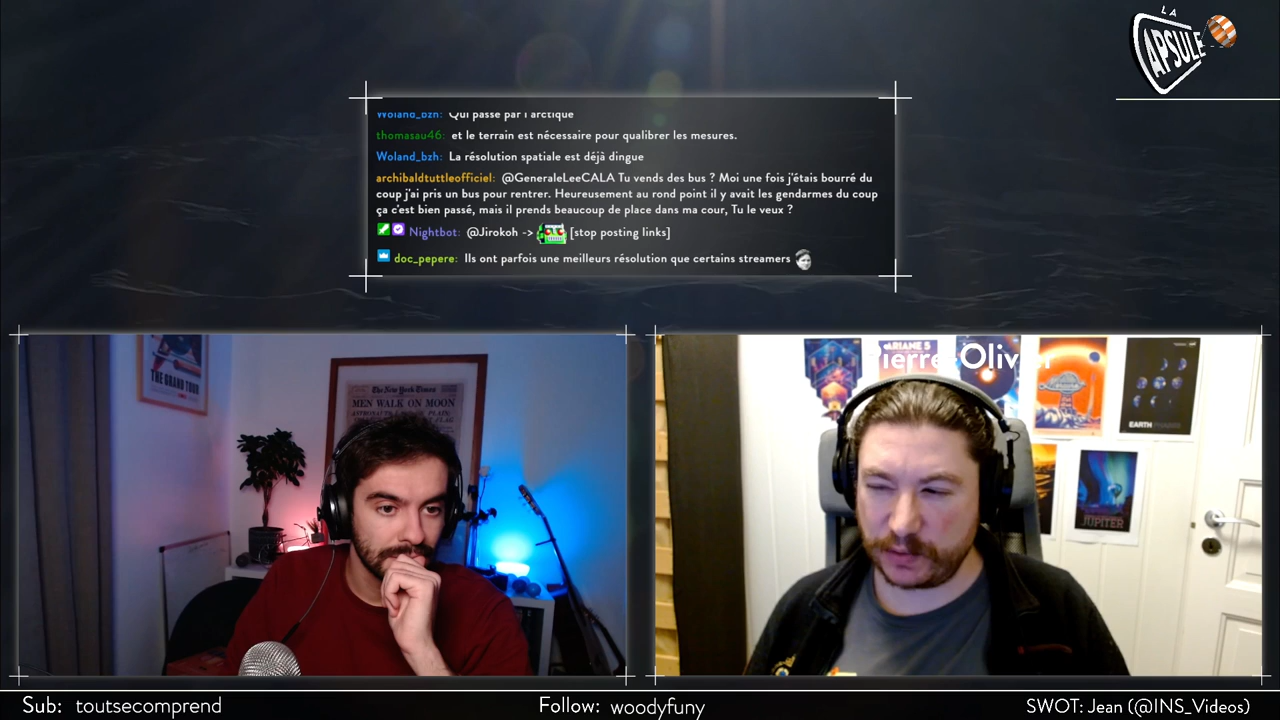 LA
APSULE
Woland_bzh: Qui passe par l'arctique
thomasau46: et le terrain est nécessaire pour qualibrer les mesures.
Woland_bzh: La résolution spatiale est déjà dingue
archibaldtuttleofficiel: @GeneraleLeeCALA Tu vends des bus ? Moi une fois j'étais bourré du
coup j'ai pris un bus pour rentrer. Heureusement au rond point il y avait les gendarmes du coup
ça c'est bien passé, mais il prends beaucoup de place dans ma cour, Tu le veux ?
Nightbot: @Jirokoh -> [stop posting links]
doc_pepere: Ils ont parfois une meilleurs résolution que certains streamers
THE GRAND TOUR
The New York Times
MEN WALK ON MOON
ARIANE 5
EARTH
JUPITER
Sub: toutsecomprend
Follow: woodyfuny
SWOT: Jean (@INS_Videos)